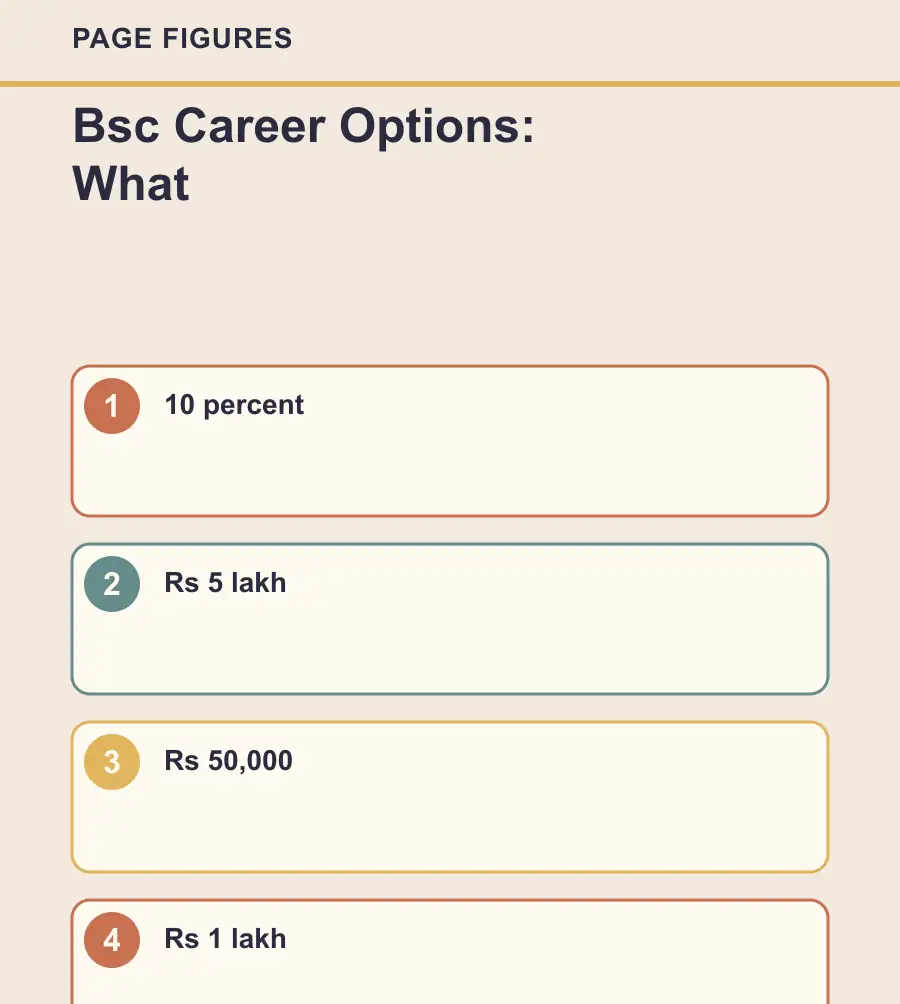 PAGE FIGURES
Bsc Career Options:
What
1 10 percent
2 Rs 5 lakh
3 Rs 50,000
4 Rs 1 lakh